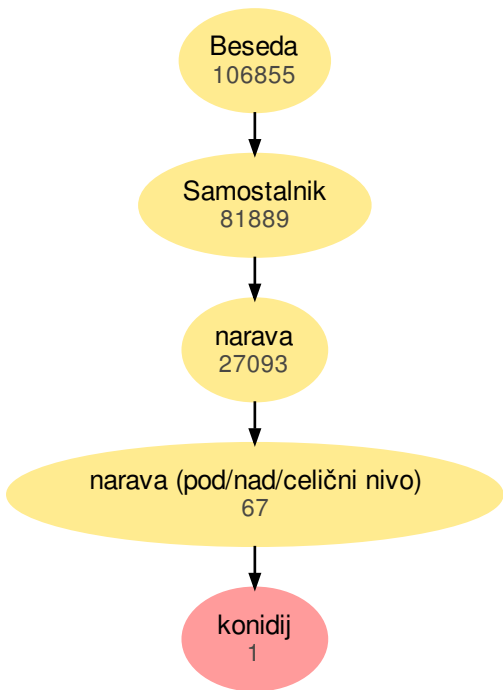 Beseda
106855
Samostalnik
81889
narava
27093
narava (pod/nad/celični nivo)
67
konidij
1